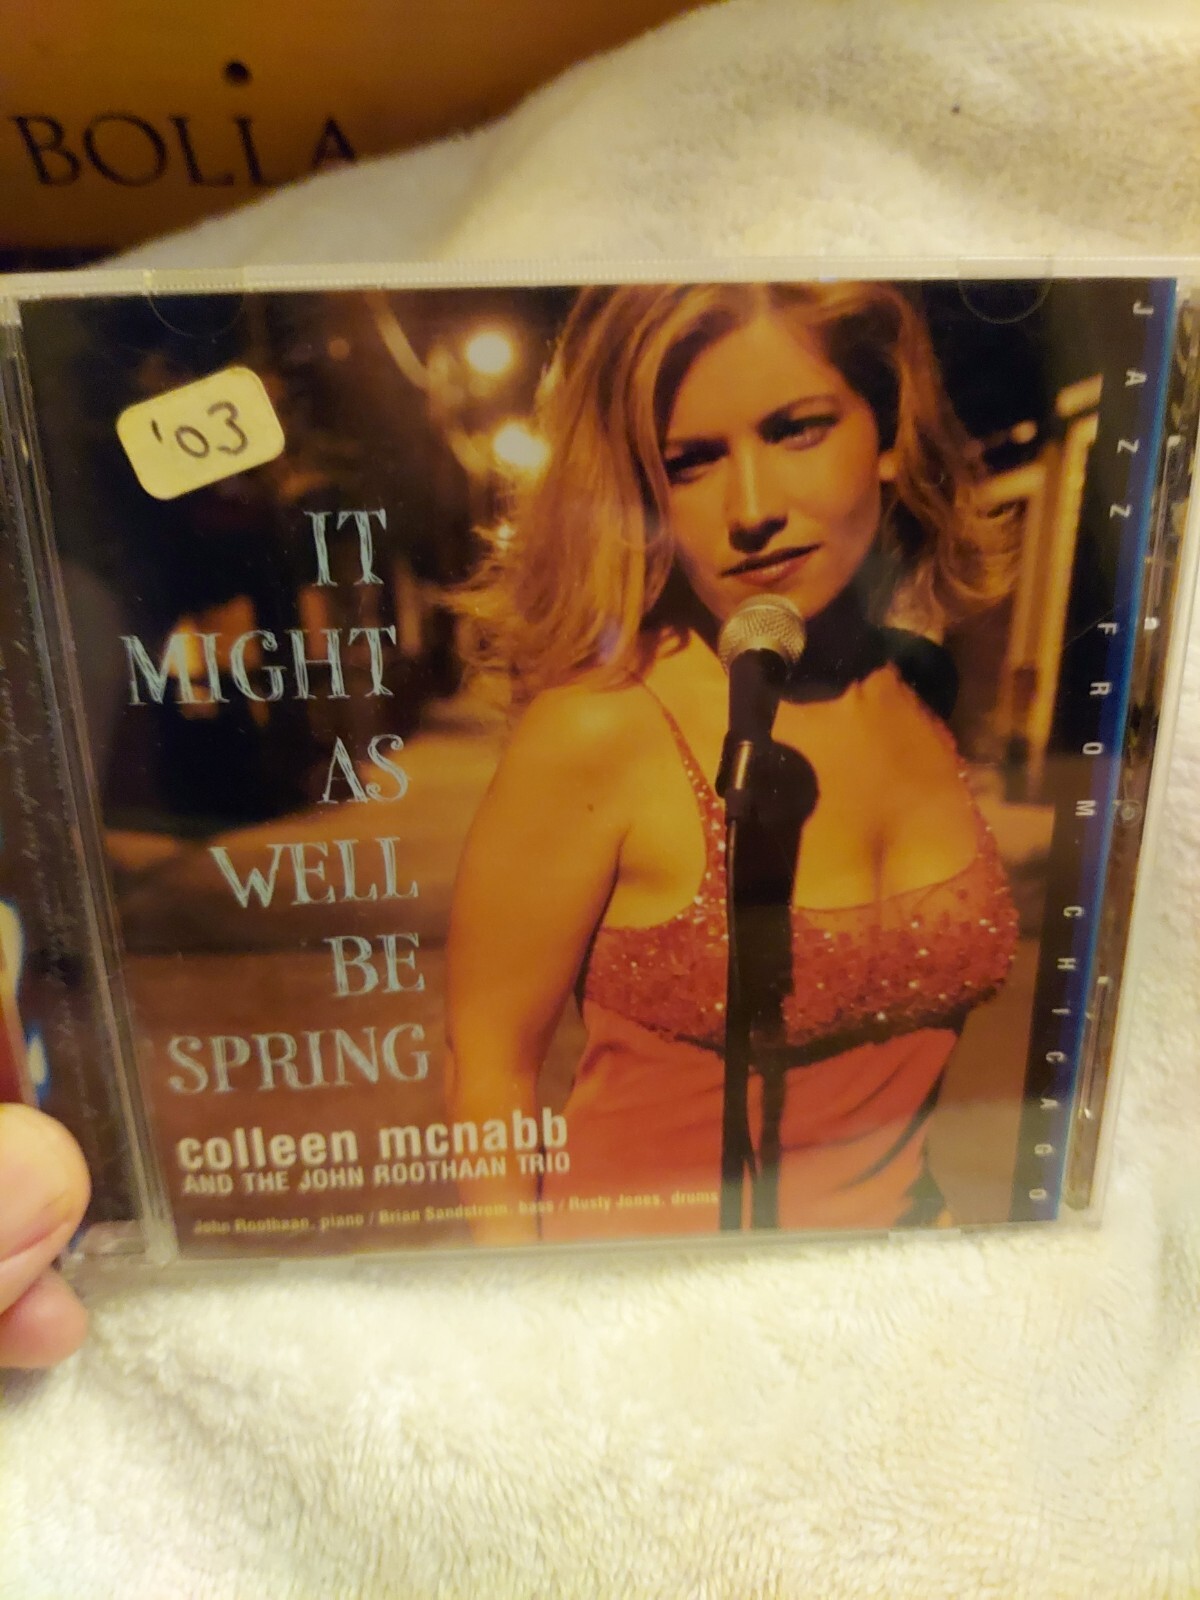 BOLLA
'03
IT
MIGHT
AS
WELL
BE
SPRING
colleen mcnabb
AND THE JOHN ROOTHAAN TRIO
John Roothaan, piano / Brian Sandstrom, bass / Rusty Jones, drums
JAZZ FROM CHICAGO